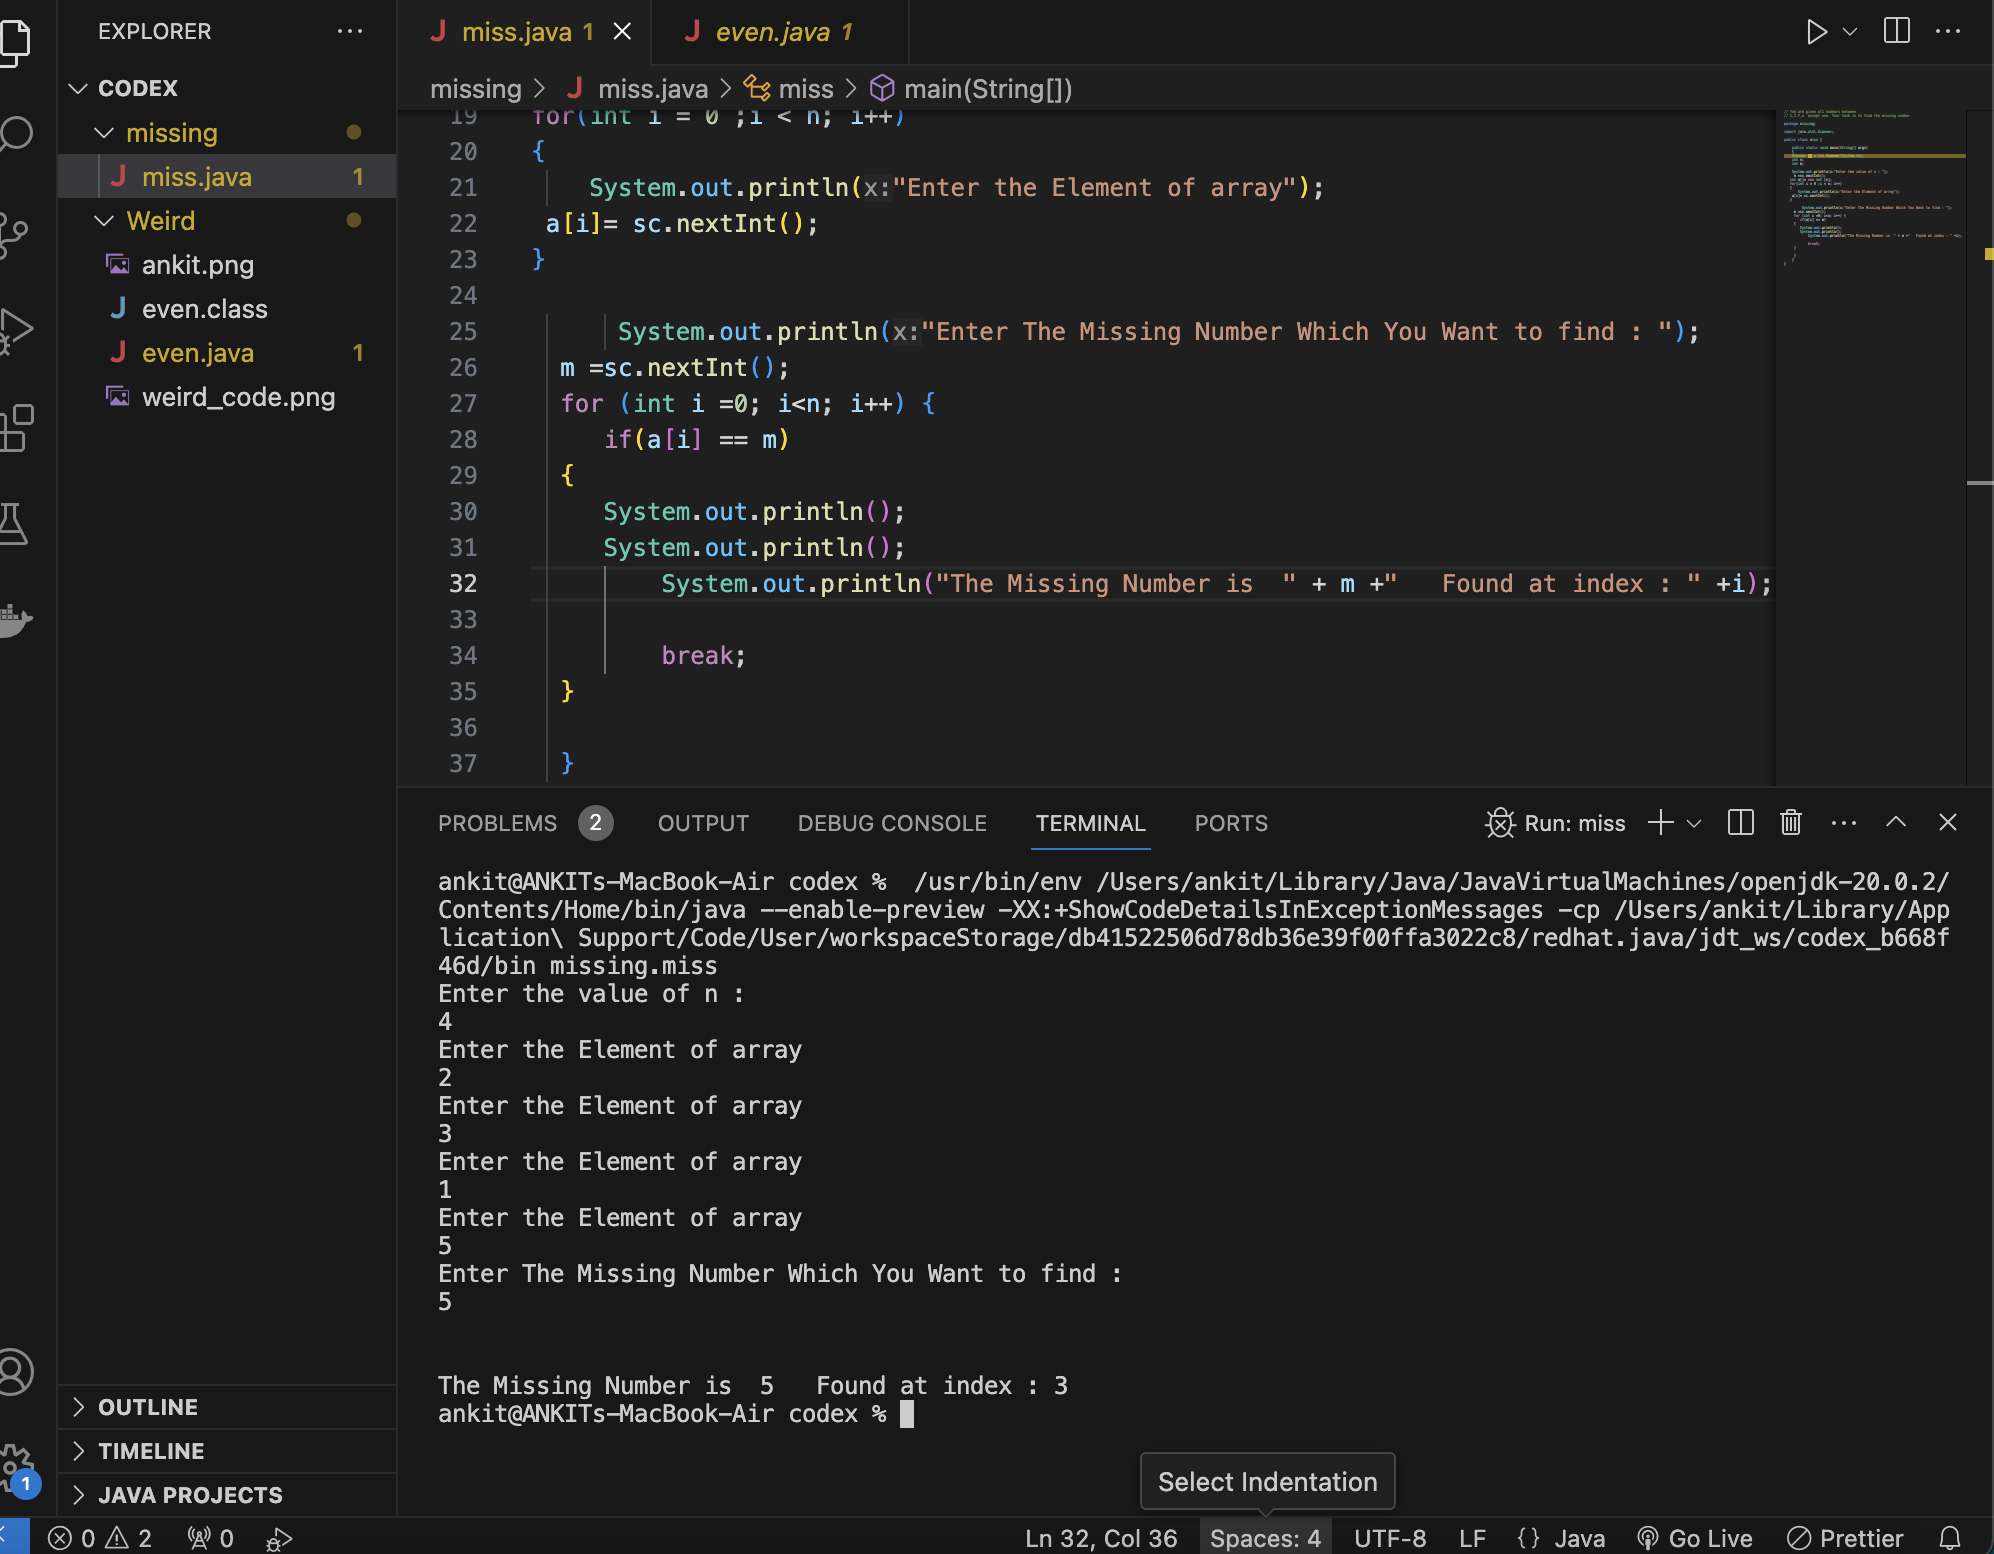 EXPLORER
miss.java 1
even.java 1
CODEX
missing > miss.java > miss > main(String[])
missing
miss.java 1
Weird
ankit.png
even.class
even.java 1
weird_code.png
19 for(int i = 0 ;i < n; i++)
20 {
21 System.out.println(x:"Enter the Element of array");
22 a[i]= sc.nextInt();
23 }
24
25 System.out.println(x:"Enter The Missing Number Which You Want to find : ");
26 m =sc.nextInt();
27 for (int i =0; i<n; i++) {
28 if(a[i] == m)
29 {
30 System.out.println();
31 System.out.println();
32 System.out.println("The Missing Number is  " + m +"   Found at index : " +i);
33
34 break;
35 }
36
37 }
PROBLEMS 2 OUTPUT DEBUG CONSOLE TERMINAL PORTS Run: miss
ankit@ANKITs-MacBook-Air codex %  /usr/bin/env /Users/ankit/Library/Java/JavaVirtualMachines/openjdk-20.0.2/
Contents/Home/bin/java --enable-preview -XX:+ShowCodeDetailsInExceptionMessages -cp /Users/ankit/Library/App
lication\ Support/Code/User/workspaceStorage/db41522506d78db36e39f00ffa3022c8/redhat.java/jdt_ws/codex_b668f
46d/bin missing.miss
Enter the value of n :
4
Enter the Element of array
2
Enter the Element of array
3
Enter the Element of array
1
Enter the Element of array
5
Enter The Missing Number Which You Want to find :
5
The Missing Number is  5   Found at index : 3
ankit@ANKITs-MacBook-Air codex %
OUTLINE
TIMELINE
JAVA PROJECTS
1
Select Indentation
0 2 0 Ln 32, Col 36 Spaces: 4 UTF-8 LF {} Java Go Live Prettier